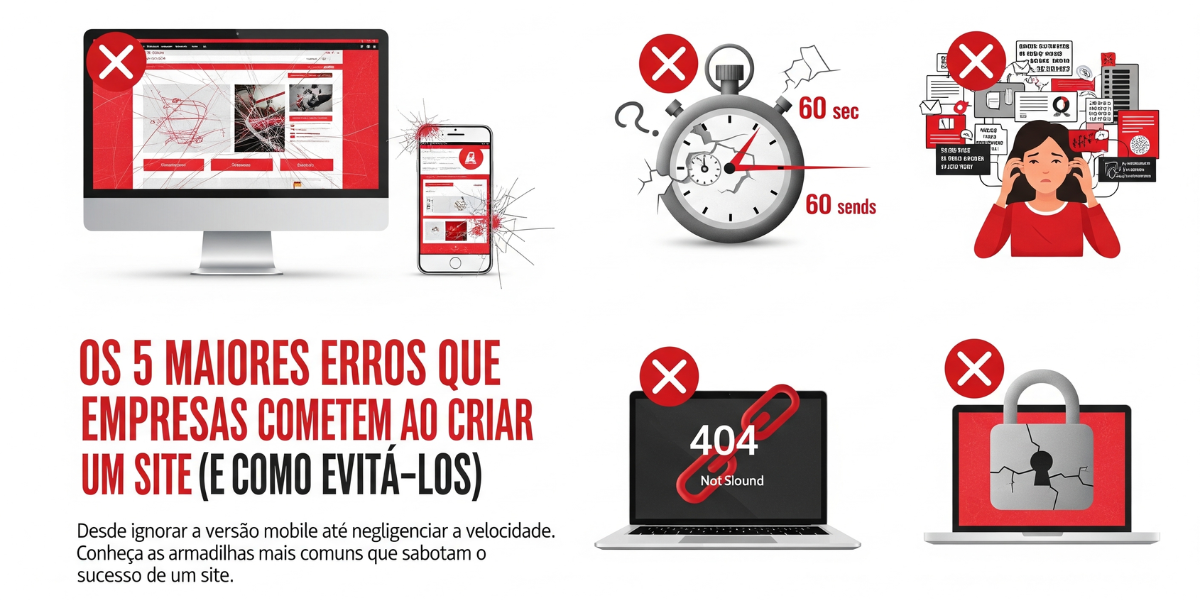 60 sec
60 sends
OS 5 MAIORES ERROS QUE
EMPRESAS COMETEM AO CRIAR
UM SITE (E COMO EVITÁ-LOS)
Desde ignorar a versão mobile até negligenciar a velocidade.
Conheça as armadilhas mais comuns que sabotam o
sucesso de um site.
404
Not Slound